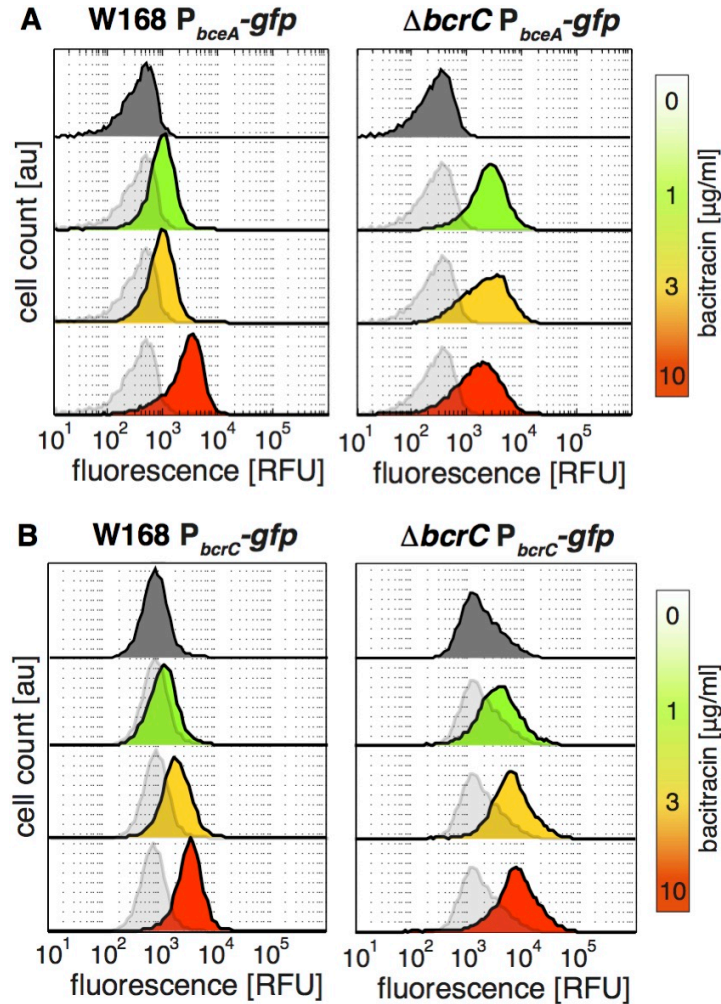 A
W168 PbceA-gfp
ΔbcrC PbceA-gfp
cell count [au]
0
1
3
10
bacitracin [µg/ml]
10¹ 10² 10³ 10⁴ 10⁵
fluorescence [RFU]
10¹ 10² 10³ 10⁴ 10⁵
fluorescence [RFU]
B
W168 PbcrC-gfp
ΔbcrC PbcrC-gfp
cell count [au]
0
1
3
10
bacitracin [µg/ml]
10¹ 10² 10³ 10⁴ 10⁵
fluorescence [RFU]
10¹ 10² 10³ 10⁴ 10⁵
fluorescence [RFU]